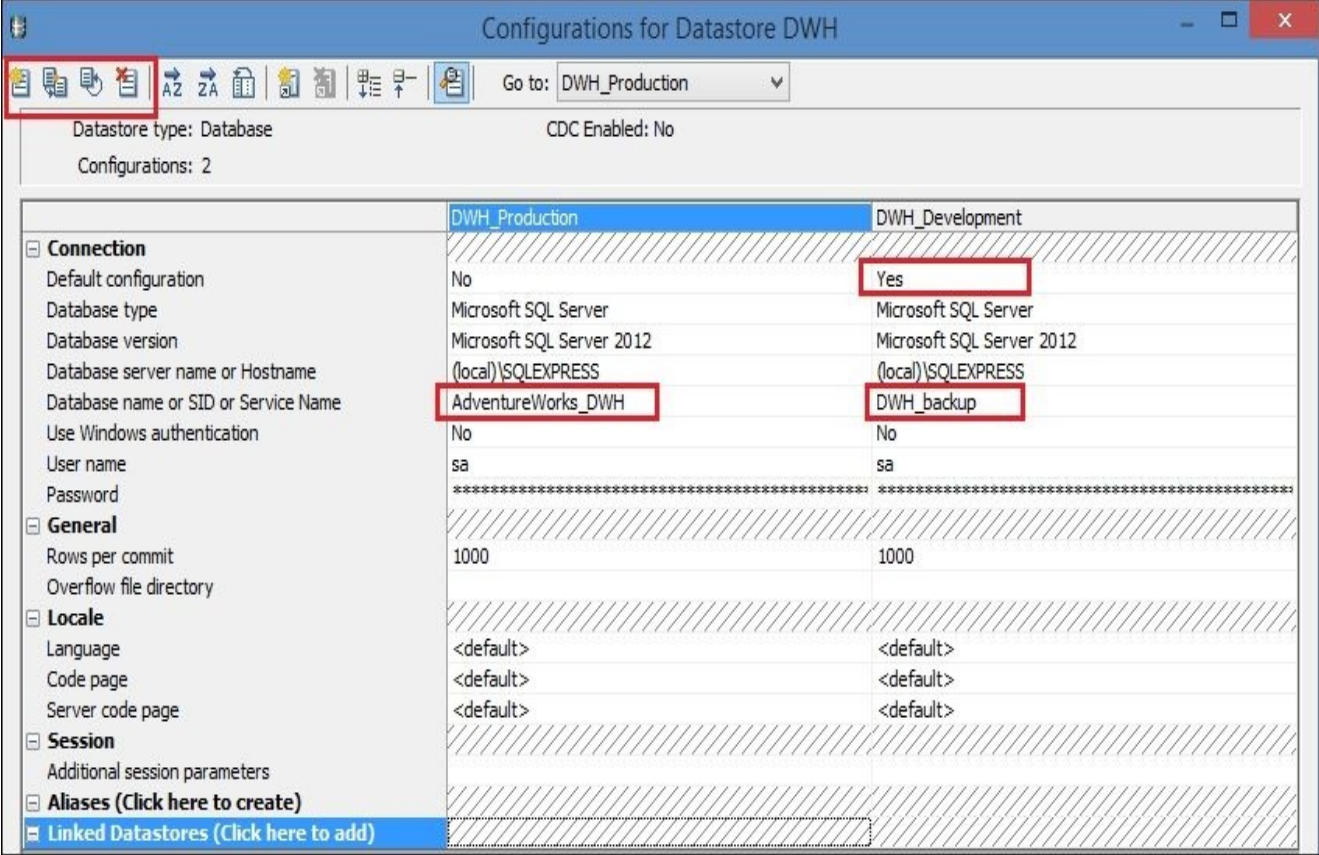 Configurations for Datastore DWH
Go to: DWH_Production
Datastore type: Database CDC Enabled: No
Configurations: 2
DWH_Production DWH_Development
Connection
Default configuration No Yes
Database type Microsoft SQL Server Microsoft SQL Server
Database version Microsoft SQL Server 2012 Microsoft SQL Server 2012
Database server name or Hostname (local)\SQLEXPRESS (local)\SQLEXPRESS
Database name or SID or Service Name AdventureWorks_DWH DWH_backup
Use Windows authentication No No
User name sa sa
Password ******************************************** ********************************************
General
Rows per commit 1000 1000
Overflow file directory
Locale
Language <default> <default>
Code page <default> <default>
Server code page <default> <default>
Session
Additional session parameters
Aliases (Click here to create)
Linked Datastores (Click here to add)